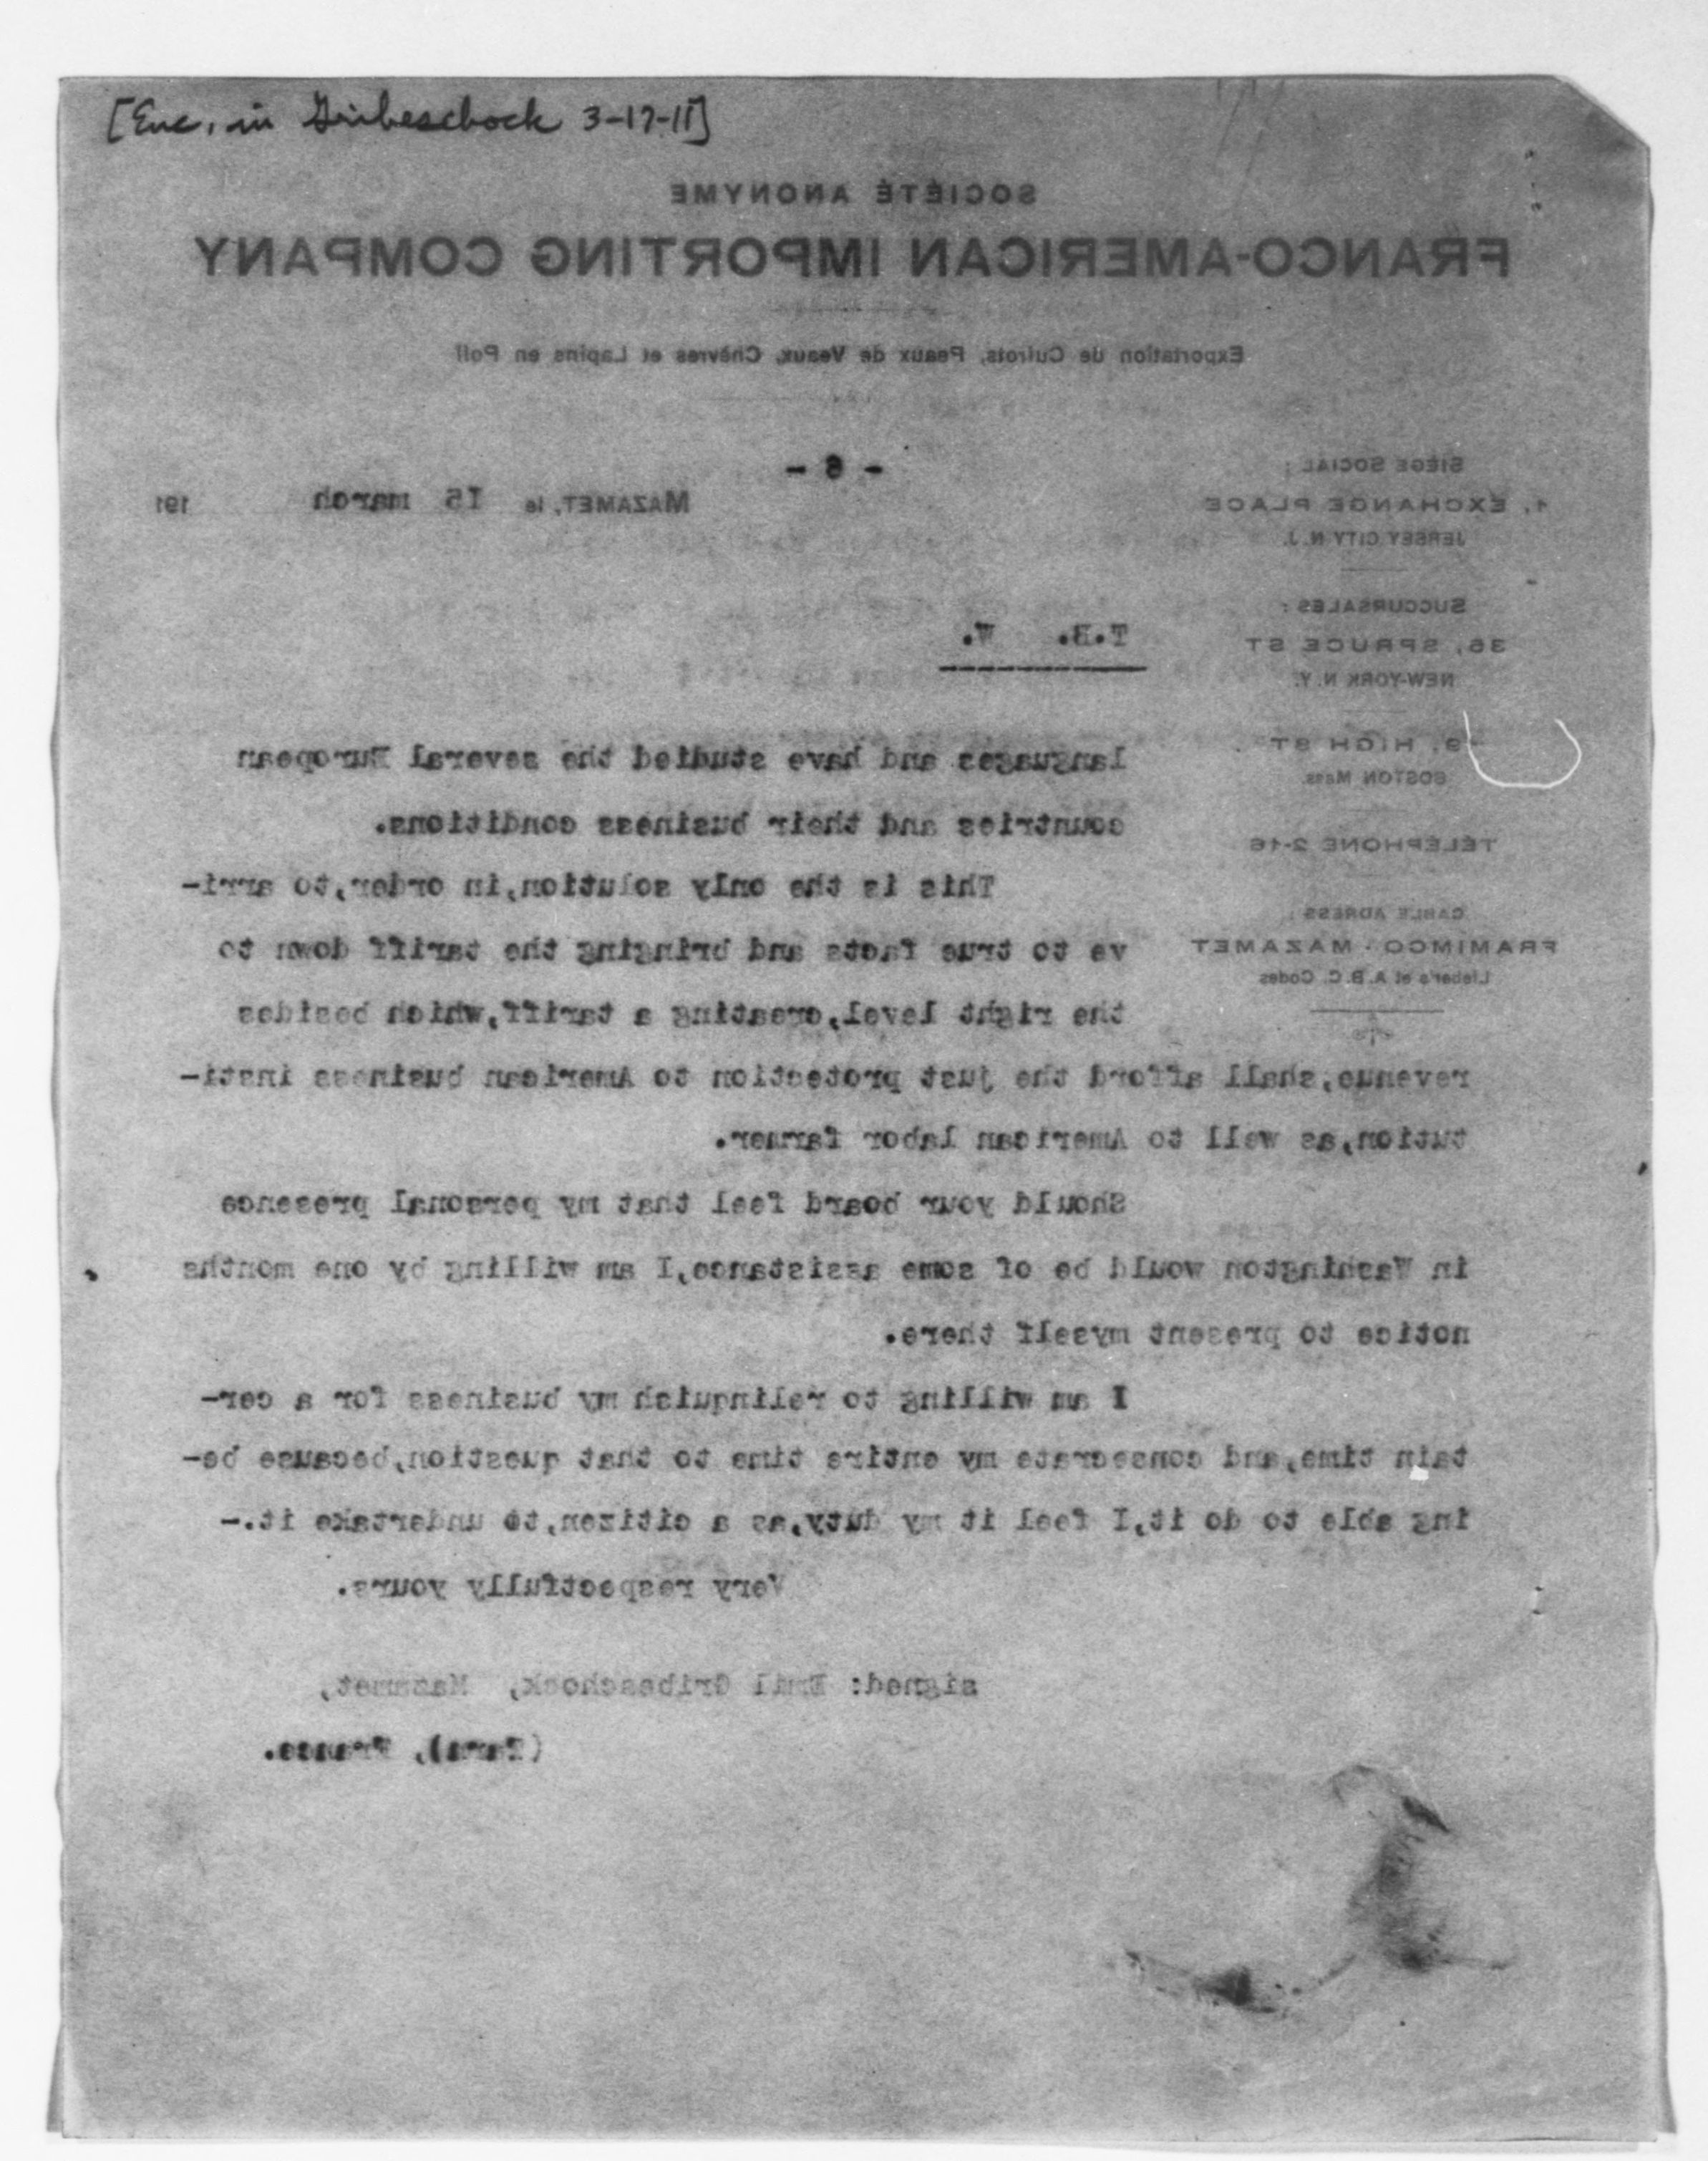 [Enc. in Gribeschock 3-17-11]
SOCIÉTÉ ANONYME
FRANCO-AMERICAN IMPORTING COMPANY
Exportation de Cuirots, Peaux de Veaux, Chèvres et Lapins en Poil
SIÈGE SOCIAL :
1, EXCHANGE PLACE
JERSEY CITY N. J.
SUCCURSALES :
36, SPRUCE ST
NEW-YORK N. Y.
9, HIGH ST
BOSTON Mass.
TÉLÉPHONE 2-16
CABLE ADRESS :
FRAMIMCO - MAZAMET
Lieber's et A.B.C. Codes
- 6 -
MAZAMET, le 15 march 191
T.B. W.
languages and have studied the several European
countries and their business conditions.
This is the only solution,in order,to arri-
ve to true facts and bringing the tariff down to
the right level,creating a tariff,which besides
revenue,shall afford the just protection to American business insti-
tution,as well to American labor farmer.
Should your board feel that my personal presence
in Washington would be of some assistance,I am willing by one months
notice to present myself there.
I am willing to relinquish my business for a cer-
tain time,and consecrate my entire time to that question,because be-
ing able to do it,I feel it my duty,as a citizen,to undertake it.-
Very respectfully yours.
signed: Emil Gribeschock, Mazamet,
(Tarn), France.